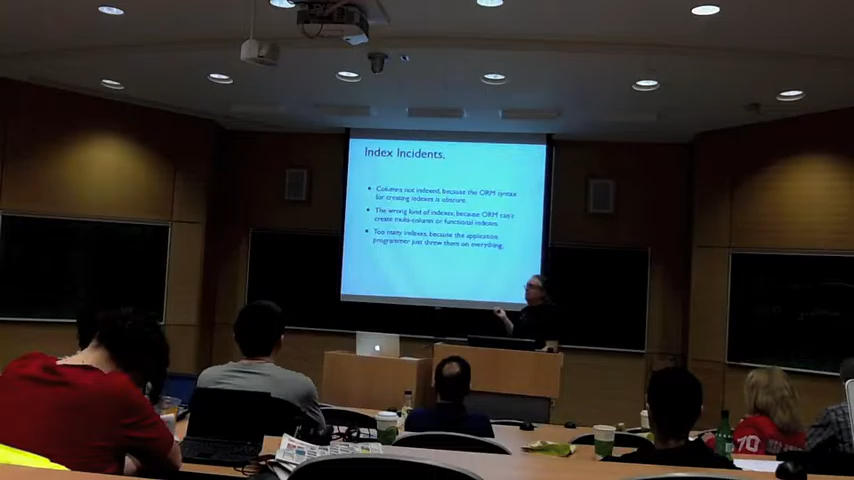 Index Incidents.
• Columns not indexed, because the ORM syntax
for creating indexes is obscure.
• The wrong kind of indexes, because ORM can't
create multi-column or functional indexes.
• Too many indexes, because the application
programmer just threw them on everything.
70